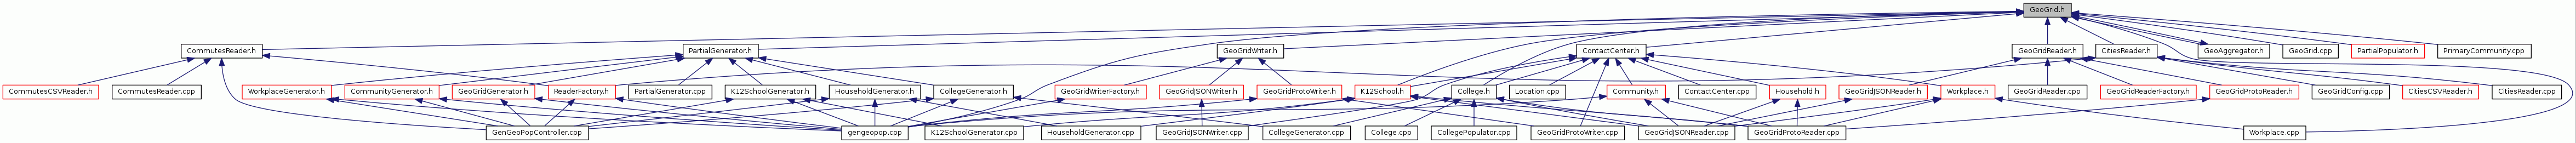 GeoGrid.h
CommutesReader.h
PartialGenerator.h
GeoGridWriter.h
ContactCenter.h
GeoGridReader.h
CitiesReader.h
GeoAggregator.h
GeoGrid.cpp
PartialPopulator.h
PrimaryCommunity.cpp
CommutesCSVReader.h
CommutesReader.cpp
WorkplaceGenerator.h
CommunityGenerator.h
GeoGridGenerator.h
ReaderFactory.h
PartialGenerator.cpp
K12SchoolGenerator.h
HouseholdGenerator.h
CollegeGenerator.h
GeoGridWriterFactory.h
GeoGridJSONWriter.h
GeoGridProtoWriter.h
K12School.h
College.h
Location.cpp
Community.h
ContactCenter.cpp
Household.h
GeoGridJSONReader.h
Workplace.h
GeoGridReader.cpp
GeoGridReaderFactory.h
GeoGridProtoReader.h
GeoGridConfig.cpp
CitiesCSVReader.h
CitiesReader.cpp
GenGeoPopController.cpp
gengeopop.cpp
K12SchoolGenerator.cpp
HouseholdGenerator.cpp
GeoGridJSONWriter.cpp
CollegeGenerator.cpp
College.cpp
CollegePopulator.cpp
GeoGridProtoWriter.cpp
GeoGridJSONReader.cpp
GeoGridProtoReader.cpp
Workplace.cpp